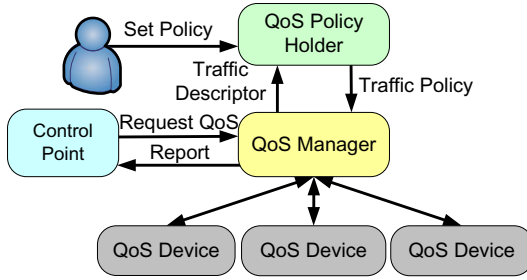 Set Policy
QoS Policy
Holder
Traffic
Descriptor
Traffic Policy
Control
Point
Request QoS
Report
QoS Manager
QoS Device
QoS Device
QoS Device